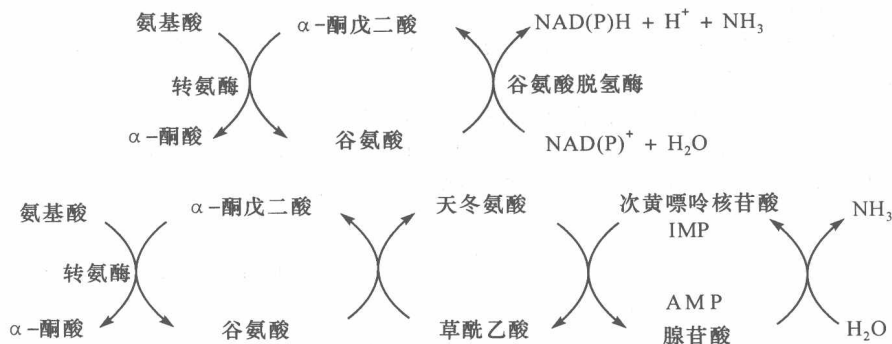 氨基酸 α-酮戊二酸 NAD(P)H + H⁺ + NH₃
转氨酶 谷氨酸脱氢酶
α-酮酸 谷氨酸 NAD(P)⁺ + H₂O
氨基酸 α-酮戊二酸 天冬氨酸 次黄嘌呤核苷酸 NH₃
IMP
转氨酶
AMP
α-酮酸 谷氨酸 草酰乙酸 腺苷酸 H₂O